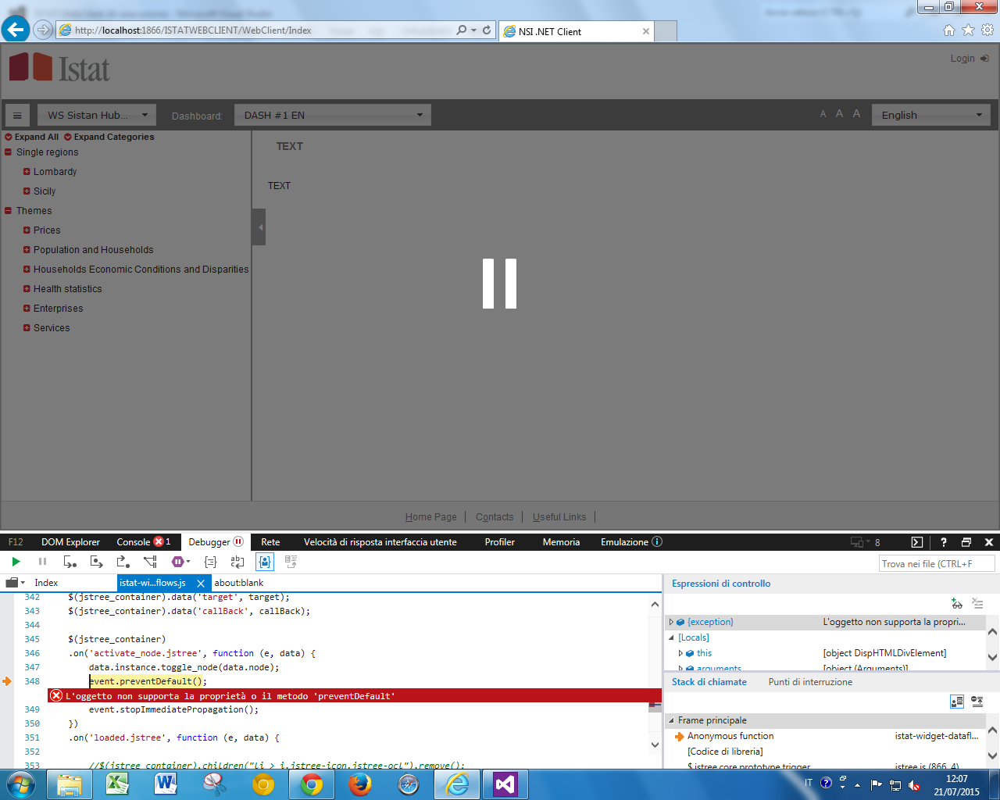 http://localhost:1866/ISTATWEBCLIENT/WebClient/Index
NSI .NET Client
Istat
Login
WS Sistan Hub...
Dashboard:
DASH #1 EN
A A A
English
Expand All Expand Categories
Single regions
Lombardy
Sicily
Themes
Prices
Population and Households
Households Economic Conditions and Disparities
Health statistics
Enterprises
Services
TEXT
TEXT
Home Page
Contacts
Useful Links
F12
DOM Explorer
Console 1
Debugger
Rete
Velocità di risposta interfaccia utente
Profiler
Memoria
Emulazione
8
Trova nei file (CTRL+F
Index
istat-wi...flows.js
about:blank
342 $(jstree_container).data('target', target);
343 $(jstree_container).data('callBack', callBack);
344
345 $(jstree_container)
346 .on('activate_node.jstree', function (e, data) {
347 data.instance.toggle_node(data.node);
348 event.preventDefault();
L'oggetto non supporta la proprietà o il metodo 'preventDefault'
349 event.stopImmediatePropagation();
350 })
351 .on('loaded.jstree', function (e, data) {
352
353 //$(jstree_container).children("li > i.jstree-icon.jstree-ocl").remove();
Espressioni di controllo
{exception} L'oggetto non supporta la propri...
[Locals]
this [object DispHTMLDivElement]
arguments [object (Arguments)]
Stack di chiamate
Punti di interruzione
Frame principale
Anonymous function istat-widget-datafl...
[Codice di libreria]
$.jstree.core.prototype.trigger jstree.js (866, 4)
IT
12:07
21/07/2015